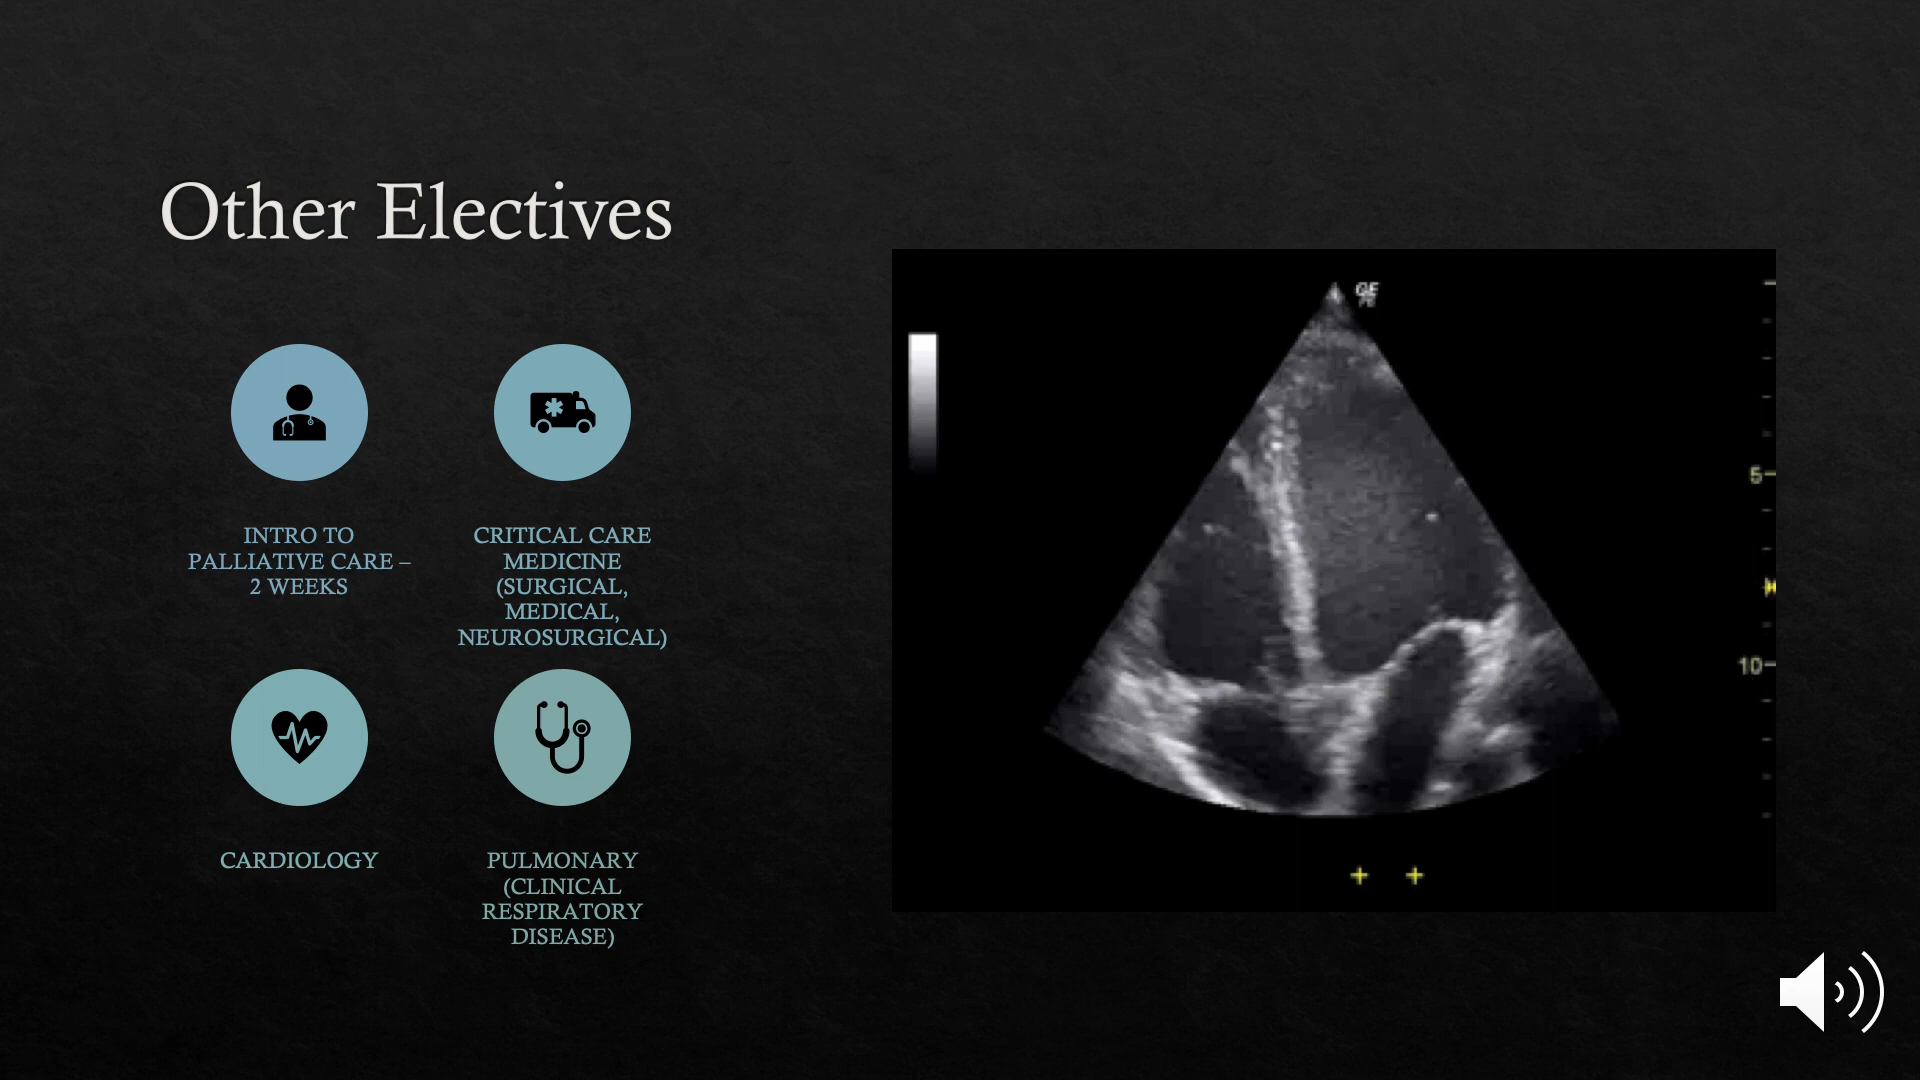 Other Electives
INTRO TO
PALLIATIVE CARE –
2 WEEKS
CRITICAL CARE
MEDICINE
(SURGICAL,
MEDICAL,
NEUROSURGICAL)
CARDIOLOGY
PULMONARY
(CLINICAL
RESPIRATORY
DISEASE)
GE
5
10